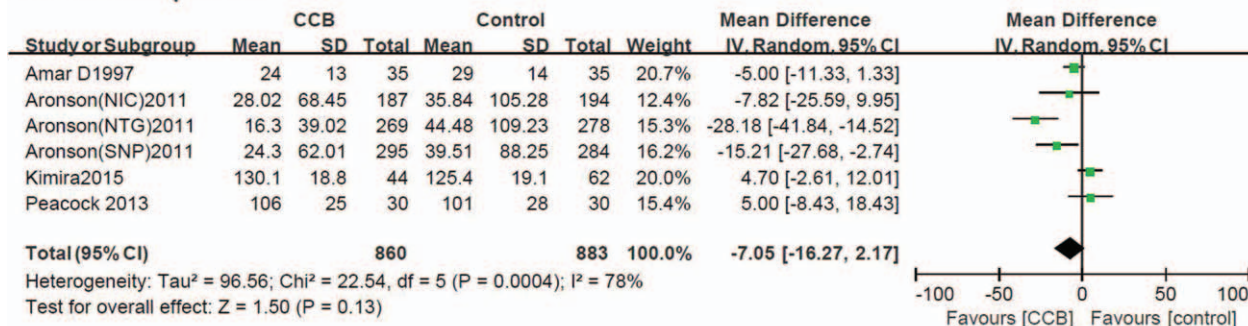 CCB Control Mean Difference Mean Difference
Study or Subgroup Mean SD Total Mean SD Total Weight IV. Random. 95% CI IV. Random. 95% CI
Amar D1997 24 13 35 29 14 35 20.7% -5.00 [-11.33, 1.33]
Aronson(NIC)2011 28.02 68.45 187 35.84 105.28 194 12.4% -7.82 [-25.59, 9.95]
Aronson(NTG)2011 16.3 39.02 269 44.48 109.23 278 15.3% -28.18 [-41.84, -14.52]
Aronson(SNP)2011 24.3 62.01 295 39.51 88.25 284 16.2% -15.21 [-27.68, -2.74]
Kimira2015 130.1 18.8 44 125.4 19.1 62 20.0% 4.70 [-2.61, 12.01]
Peacock 2013 106 25 30 101 28 30 15.4% 5.00 [-8.43, 18.43]
Total (95% CI) 860 883 100.0% -7.05 [-16.27, 2.17]
Heterogeneity: Tau² = 96.56; Chi² = 22.54, df = 5 (P = 0.0004); I² = 78%
Test for overall effect: Z = 1.50 (P = 0.13)
-100 -50 0 50 100
Favours [CCB] Favours [control]